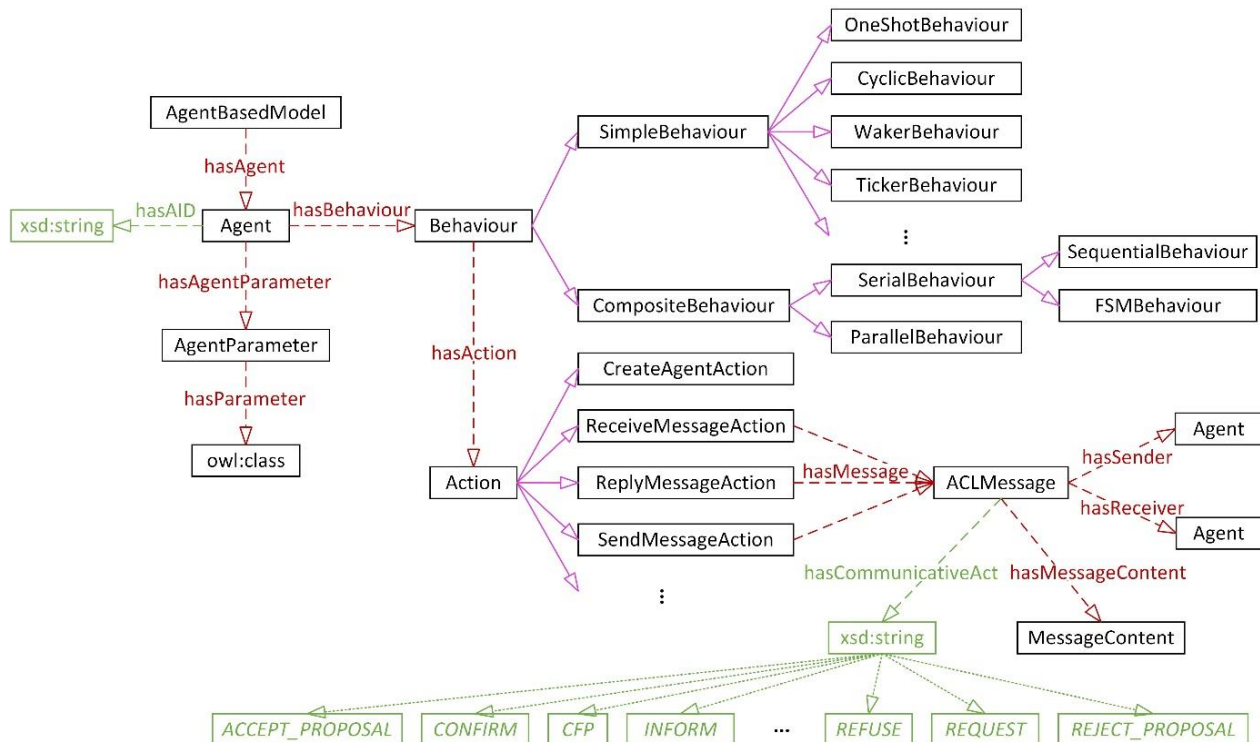 OneShotBehaviour
CyclicBehaviour
AgentBasedModel
SimpleBehaviour
WakerBehaviour
hasAgent
TickerBehaviour
xsd:string
hasAID
Agent
hasBehaviour
Behaviour
...
SequentialBehaviour
hasAgentParameter
SerialBehaviour
CompositeBehaviour
FSMBehaviour
AgentParameter
hasAction
ParallelBehaviour
CreateAgentAction
hasParameter
ReceiveMessageAction
Agent
owl:class
hasSender
Action
ReplyMessageAction
hasMessage
ACLMessage
hasReceiver
SendMessageAction
Agent
hasCommunicativeAct
hasMessageContent
...
xsd:string
MessageContent
ACCEPT_PROPOSAL
CONFIRM
CFP
INFORM
...
REFUSE
REQUEST
REJECT_PROPOSAL